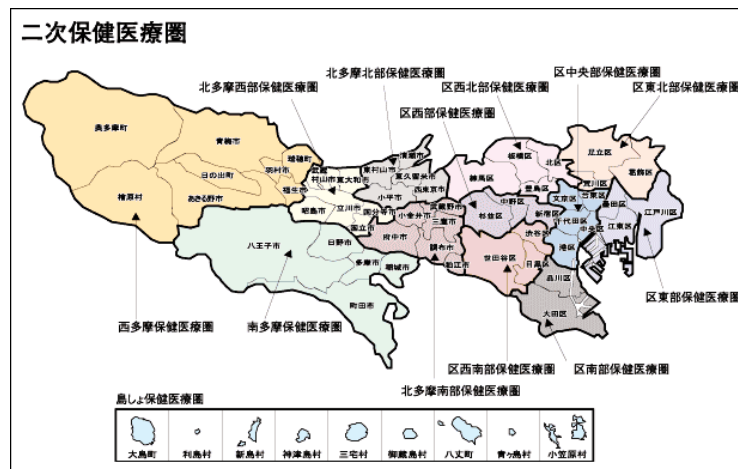 二次保健医療圏
北多摩西部保健医療圏
北多摩北部保健医療圏
区西部保健医療圏
区西北部保健医療圏
区中央部保健医療圏
区東北部保健医療圏
奥多摩町
青梅市
瑞穂町
日の出町
羽村市
福生市
檜原村
あきる野市
武蔵
村山市
東大和市
東村山市
清瀬市
東久留米市
西東京市
小平市
昭島市
立川市
国分寺市
国立市
小金井市
武蔵野市
三鷹市
府中市
調布市
狛江市
八王子市
日野市
多摩市
稲城市
町田市
練馬区
板橋区
北区
豊島区
足立区
荒川区
葛飾区
杉並区
中野区
新宿区
文京区
台東区
千代田区
中央区
港区
墨田区
江東区
江戸川区
渋谷区
世田谷区
目黒区
品川区
大田区
西多摩保健医療圏
南多摩保健医療圏
北多摩南部保健医療圏
区西南部保健医療圏
区南部保健医療圏
区東部保健医療圏
島しょ保健医療圏
大島町
利島村
新島村
神津島村
三宅村
御蔵島村
八丈町
青ヶ島村
小笠原村